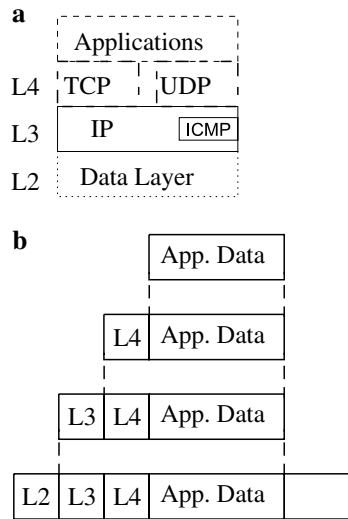 a
Applications
L4 TCP UDP
L3 IP ICMP
L2 Data Layer
b
App. Data
L4 App. Data
L3 L4 App. Data
L2 L3 L4 App. Data